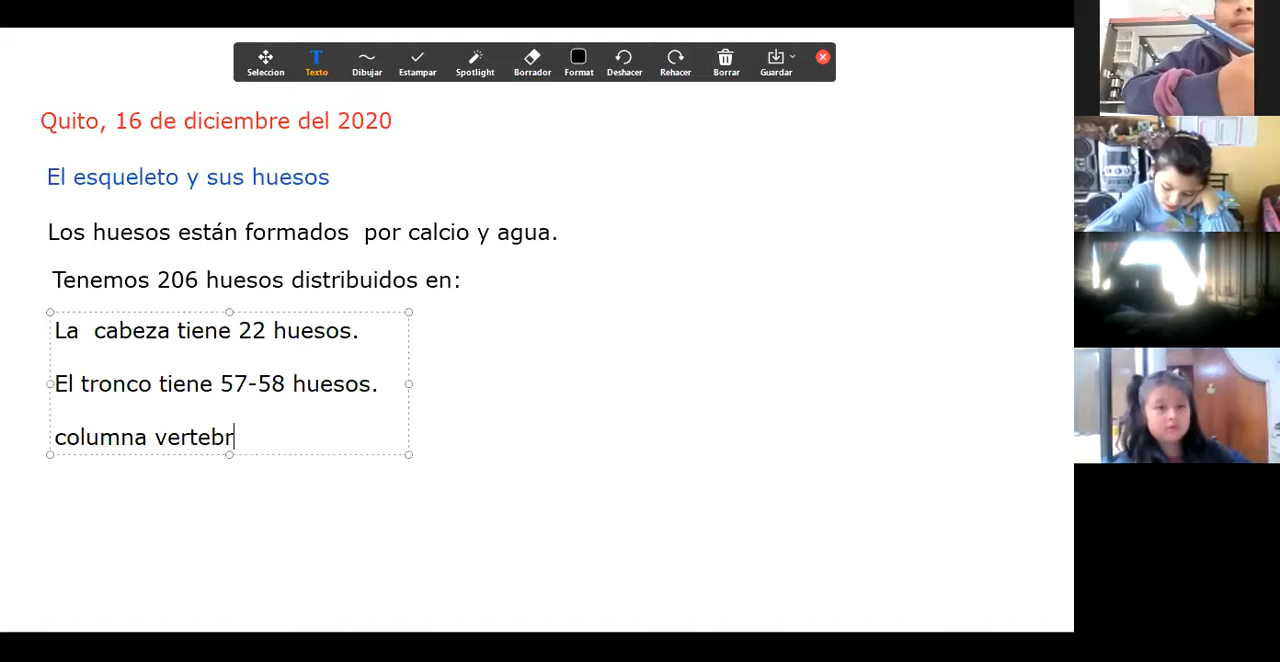 Seleccion Texto Dibujar Estampar Spotlight Borrador Format Deshacer Rehacer Borrar Guardar
Quito, 16 de diciembre del 2020
El esqueleto y sus huesos
Los huesos están formados por calcio y agua.
Tenemos 206 huesos distribuidos en:
La cabeza tiene 22 huesos.
El tronco tiene 57-58 huesos.
columna vertebr